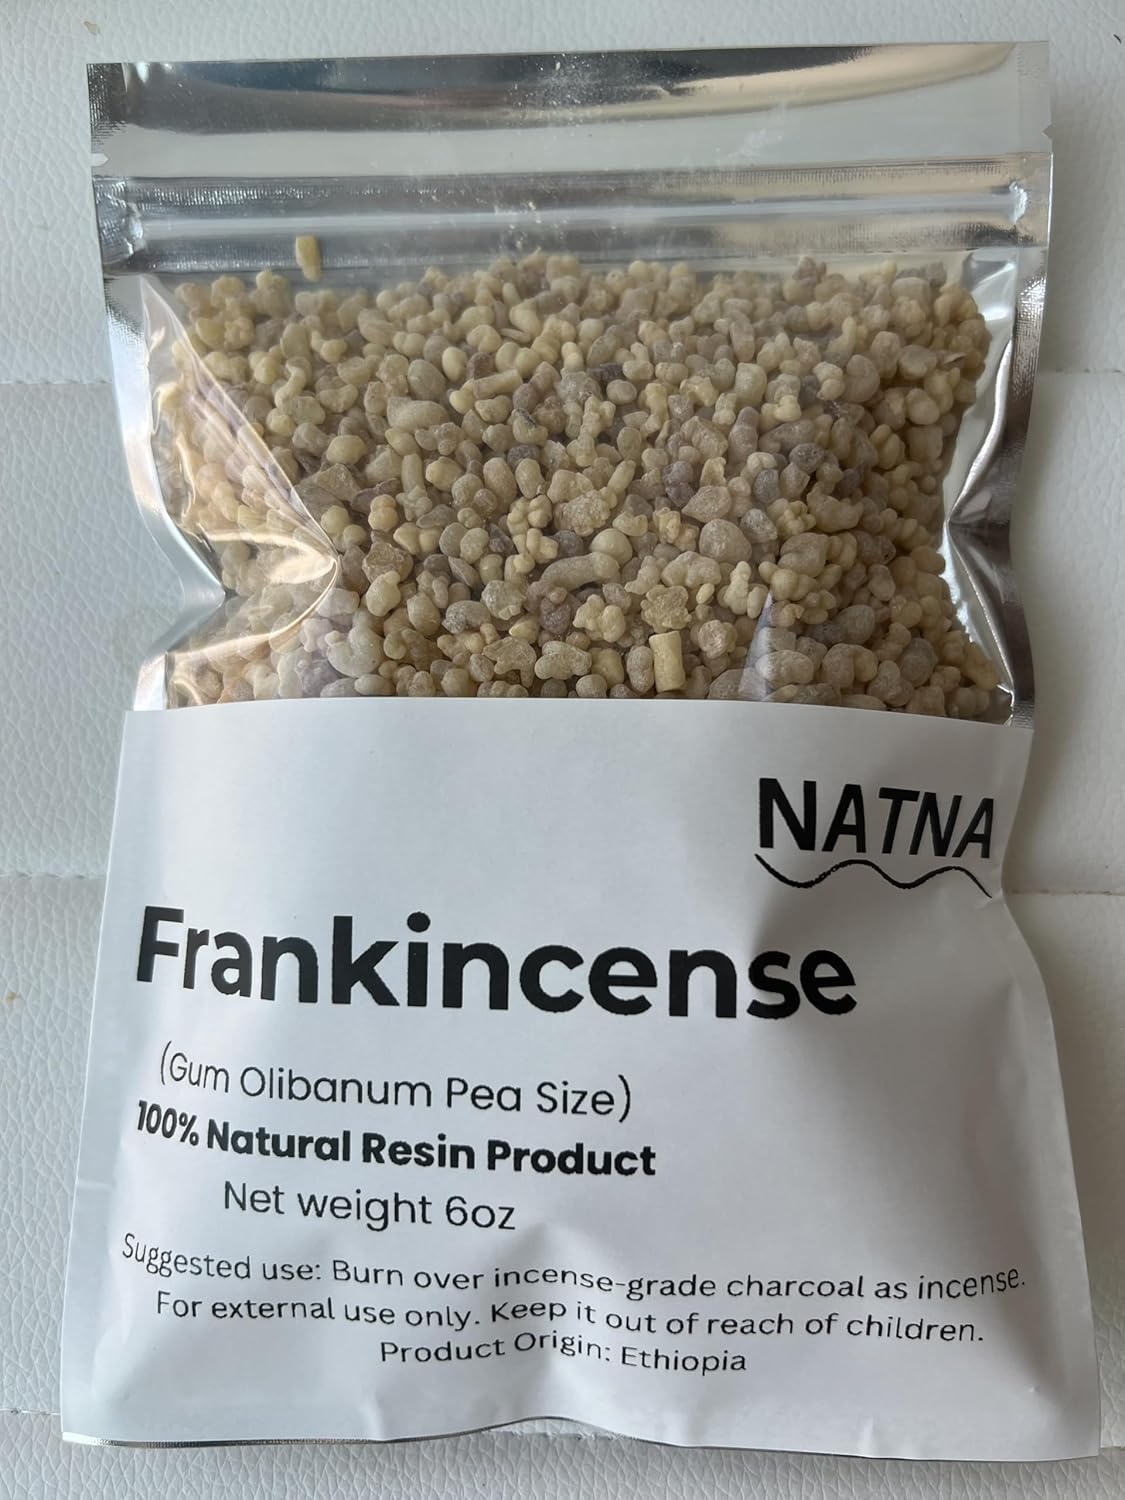 NATNA
Frankincense
(Gum Olibanum Pea Size)
100% Natural Resin Product
Net weight 6oz
Suggested use: Burn over incense-grade charcoal as incense.
For external use only. Keep it out of reach of children.
Product Origin: Ethiopia